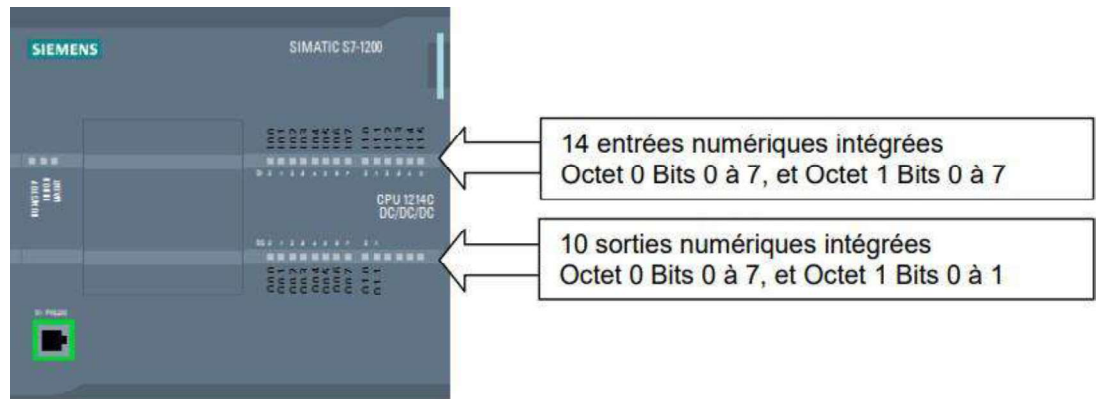 SIEMENS
SIMATIC S7-1200
14 entrées numériques intégrées
Octet 0 Bits 0 à 7, et Octet 1 Bits 0 à 7
CPU 1214C
DC/DC/DC
10 sorties numériques intégrées
Octet 0 Bits 0 à 7, et Octet 1 Bits 0 à 1